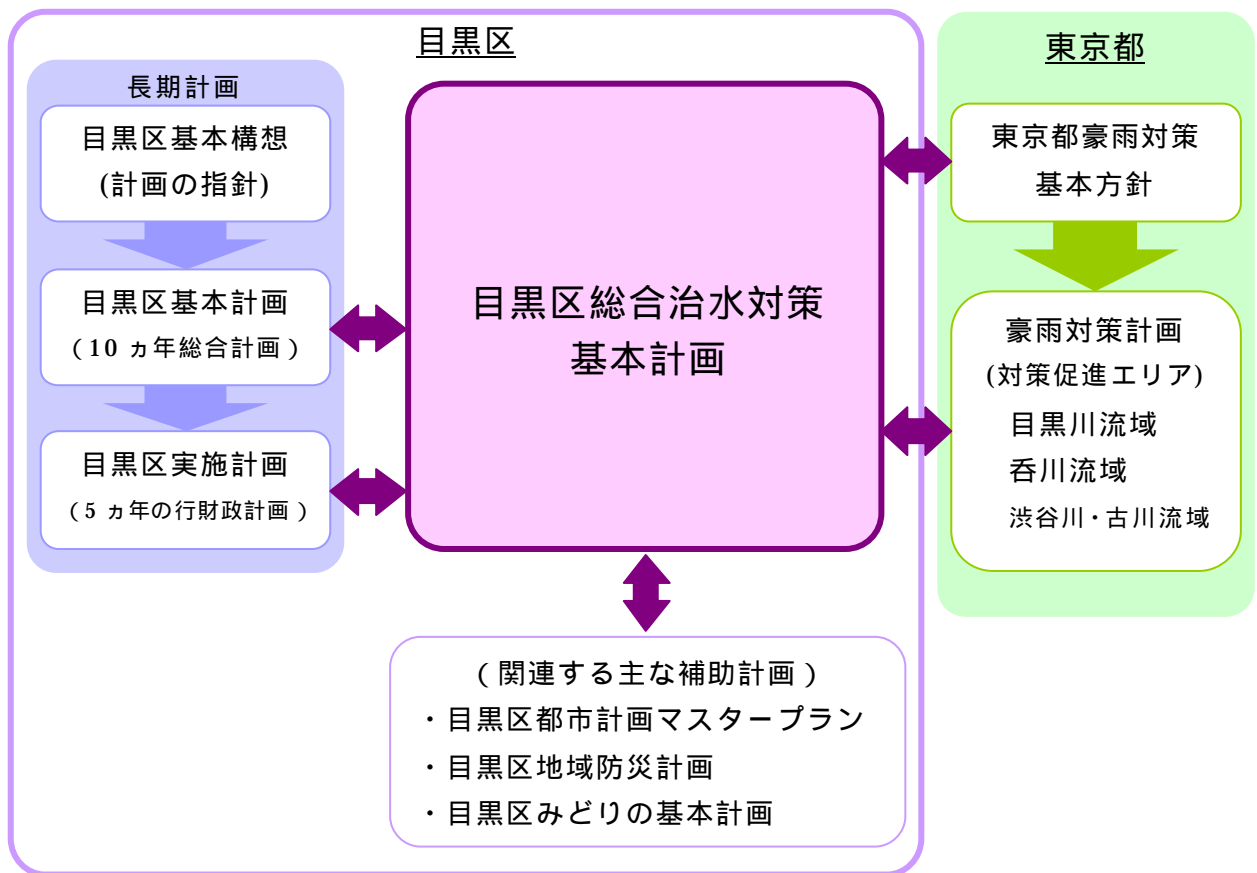 目黒区
長期計画
目黒区基本構想
(計画の指針)
目黒区基本計画
(10ヵ年総合計画)
目黒区実施計画
(5ヵ年の行財政計画)
目黒区総合治水対策
基本計画
(関連する主な補助計画)
・目黒区都市計画マスタープラン
・目黒区地域防災計画
・目黒区みどりの基本計画
東京都
東京都豪雨対策
基本方針
豪雨対策計画
(対策促進エリア)
目黒川流域
呑川流域
渋谷川・古川流域